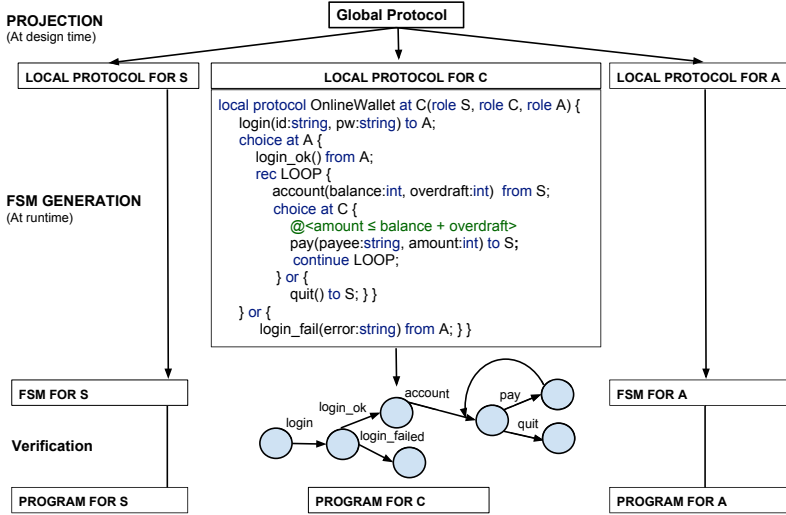 PROJECTION
(At design time)
Global Protocol
LOCAL PROTOCOL FOR S
LOCAL PROTOCOL FOR C
LOCAL PROTOCOL FOR A
local protocol OnlineWallet at C(role S, role C, role A) {
login(id:string, pw:string) to A;
choice at A {
login_ok() from A;
rec LOOP {
account(balance:int, overdraft:int) from S;
choice at C {
@<amount ≤ balance + overdraft>
pay(payee:string, amount:int) to S;
continue LOOP;
} or {
quit() to S; } }
} or {
login_fail(error:string) from A; } }
FSM GENERATION
(At runtime)
FSM FOR S
FSM FOR A
login
login_ok
login_failed
account
pay
quit
Verification
PROGRAM FOR S
PROGRAM FOR C
PROGRAM FOR A